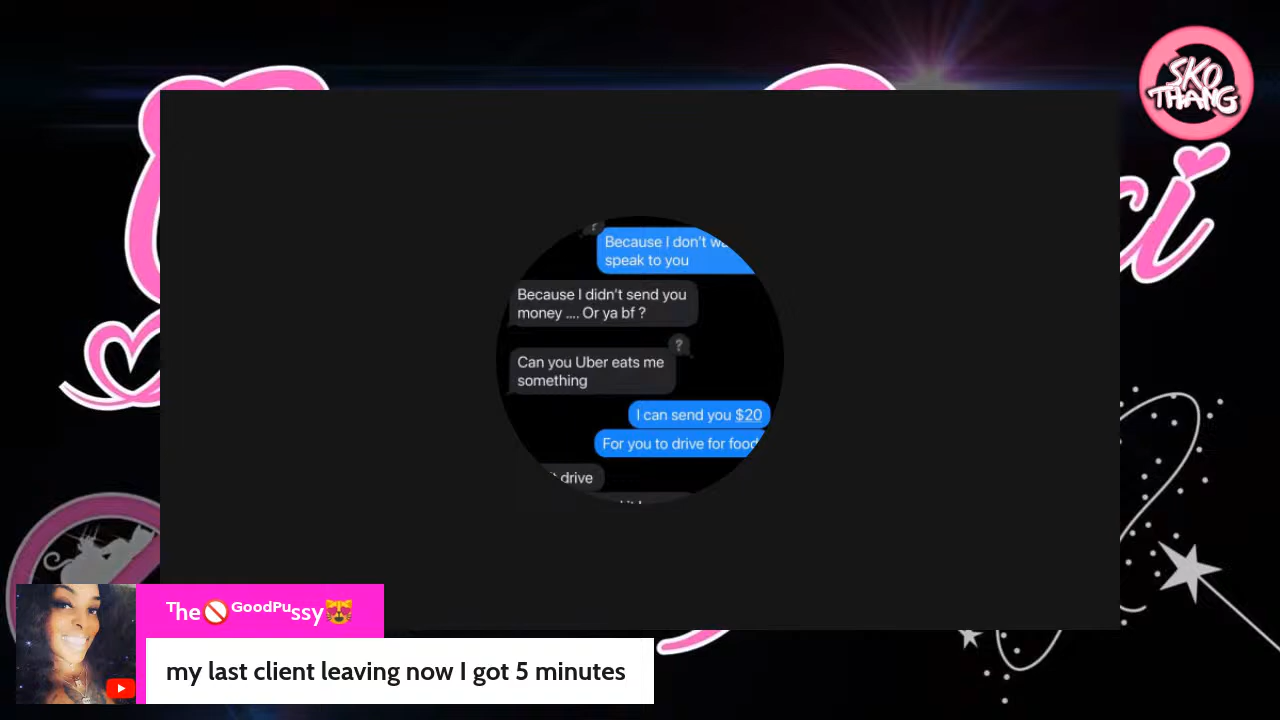 SKO
THANG
?
Because I don't
speak to you
Because I didn't send you
money .... Or ya bf ?
?
Can you Uber eats me
something
I can send you $20
For you to drive for food
drive
ᵀhe🚫ᴳᵒᵒᵈᴾᵘssy😻
my last client leaving now I got 5 minutes